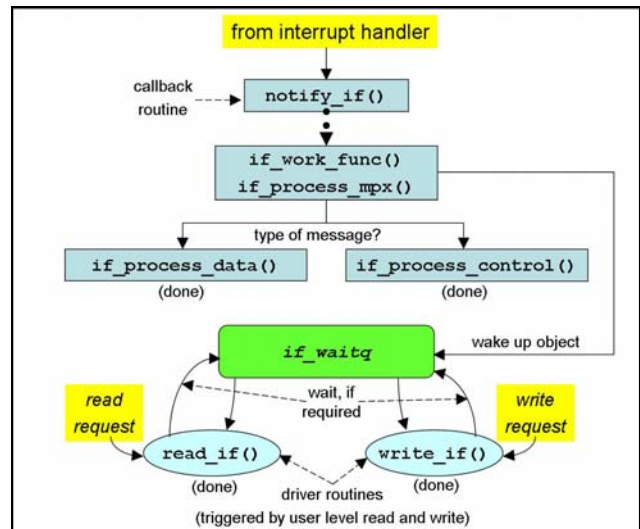 from interrupt handler
callback
routine
notify_if()
if_work_func()
if_process_mpx()
type of message?
if_process_data()
if_process_control()
(done)
(done)
wake up object
if_waitq
wait, if
required
read
request
write
request
read_if()
write_if()
(done)
(done)
driver routines
(triggered by user level read and write)